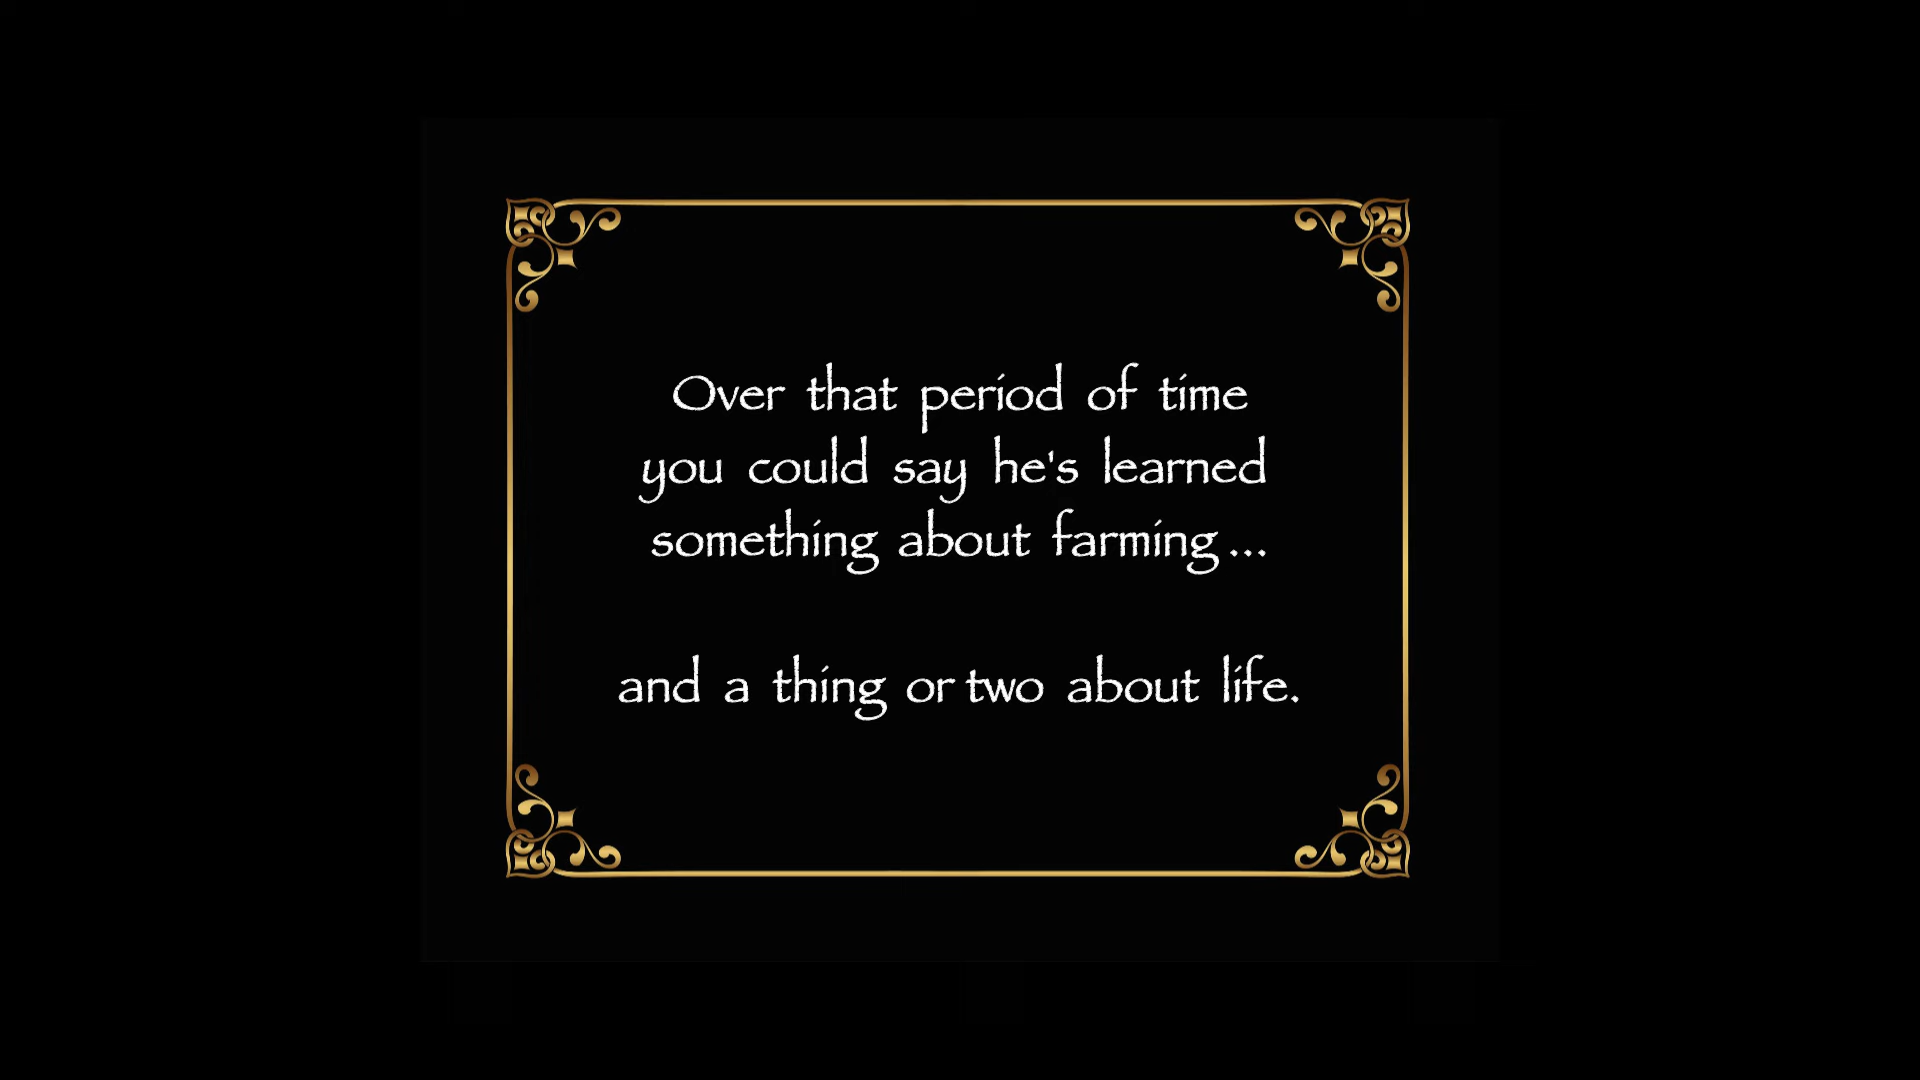 Over that period of time
you could say he's learned
something about farming...
and a thing or two about life.